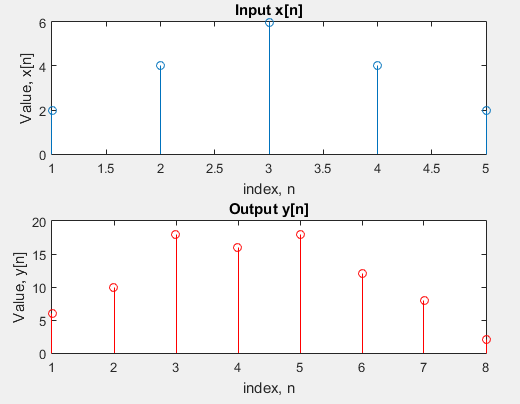 Input x[n]
6
4
2
0
Value, x[n]
1 1.5 2 2.5 3 3.5 4 4.5 5
index, n
Output y[n]
20
15
10
5
0
Value, y[n]
1 2 3 4 5 6 7 8
index, n